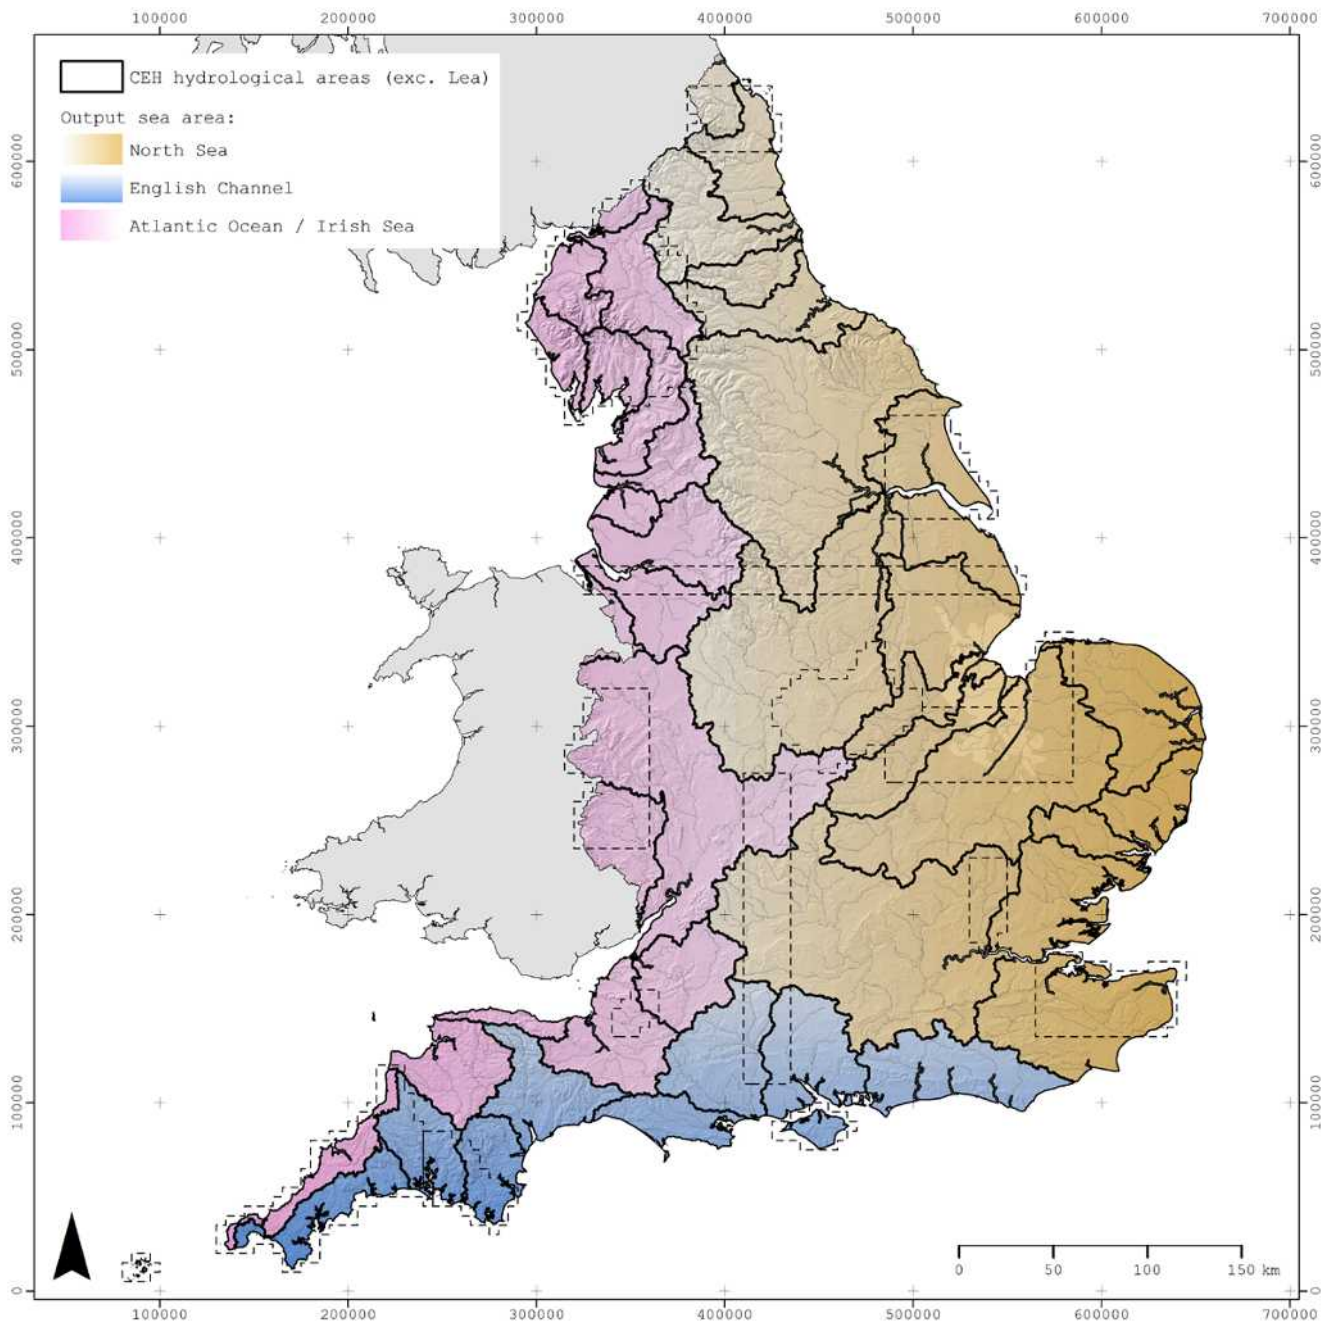 100000 200000 300000 400000 500000 600000 700000
CEH hydrological areas (exc. Lea)
Output sea area:
North Sea
English Channel
Atlantic Ocean / Irish Sea
600000 600000
500000 500000
400000 400000
300000 300000
200000 200000
100000 100000
0 50 100 150 km
0 0
100000 200000 300000 400000 500000 600000 700000